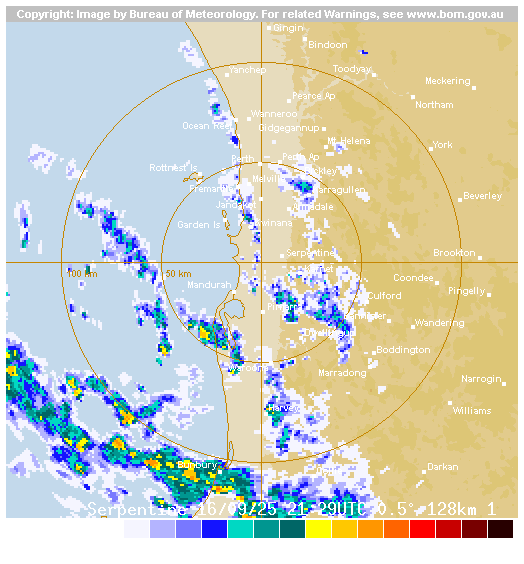 Copyright: Image by Bureau of Meteorology. For related Warnings, see www.bom.gov.au
Gingin
Bindoon
Yanchep
Toodyay
Meckering
Pearce Ap
Northam
Wanneroo
Ocean Reef
Gidgegannup
Mt Helena
York
Perth
Perth Ap
Rottnest Is
Melville
Fremantle
Karragullen
Beverley
Jandakot
Armadale
Garden Is
Kwinana
Serpentine
Brookton
100 km
50 km
Mandurah
Coondee
Pingelly
Culford
Wandering
Boddington
Waroona
Marradong
Narrogin
Harvey
Williams
Bunbury
Darkan
Serpentine 16/09/25 21:29UTC 0.5° 128km 1